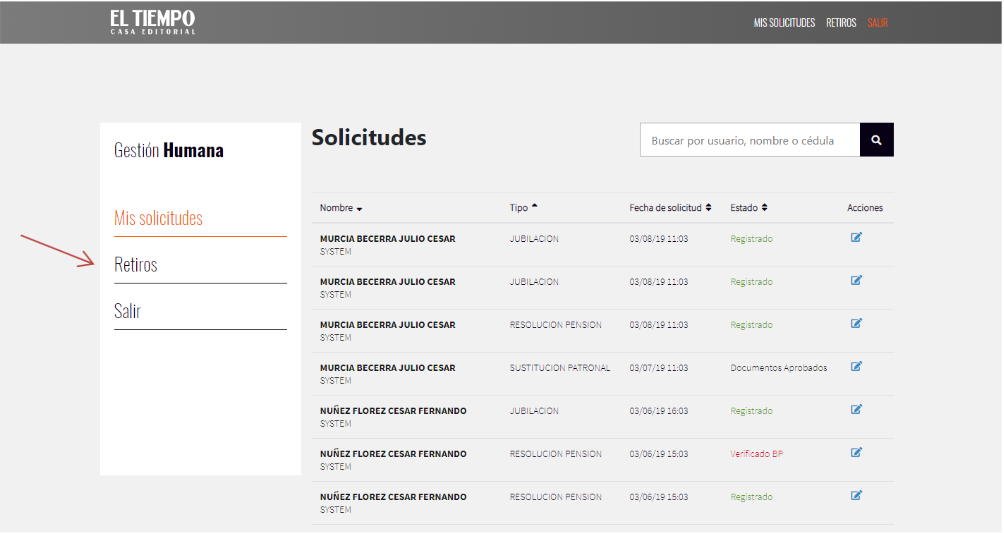 EL TIEMPO
CASA EDITORIAL
MIS SOLICITUDES RETIROS SALIR
Gestión Humana
Mis solicitudes
Retiros
Salir
Solicitudes
Buscar por usuario, nombre o cédula
Nombre Tipo Fecha de solicitud Estado Acciones
MURCIA BECERRA JULIO CESAR JUBILACION 03/08/19 11:03 Registrado
SYSTEM
MURCIA BECERRA JULIO CESAR JUBILACION 03/08/19 11:03 Registrado
SYSTEM
MURCIA BECERRA JULIO CESAR RESOLUCION PENSION 03/08/19 11:03 Registrado
SYSTEM
MURCIA BECERRA JULIO CESAR SUSTITUCION PATRONAL 03/07/19 11:03 Documentos Aprobados
SYSTEM
NUÑEZ FLOREZ CESAR FERNANDO JUBILACION 03/06/19 16:03 Registrado
SYSTEM
NUÑEZ FLOREZ CESAR FERNANDO RESOLUCION PENSION 03/06/19 15:03 Verificado BP
SYSTEM
NUÑEZ FLOREZ CESAR FERNANDO RESOLUCION PENSION 03/06/19 15:03 Registrado
SYSTEM